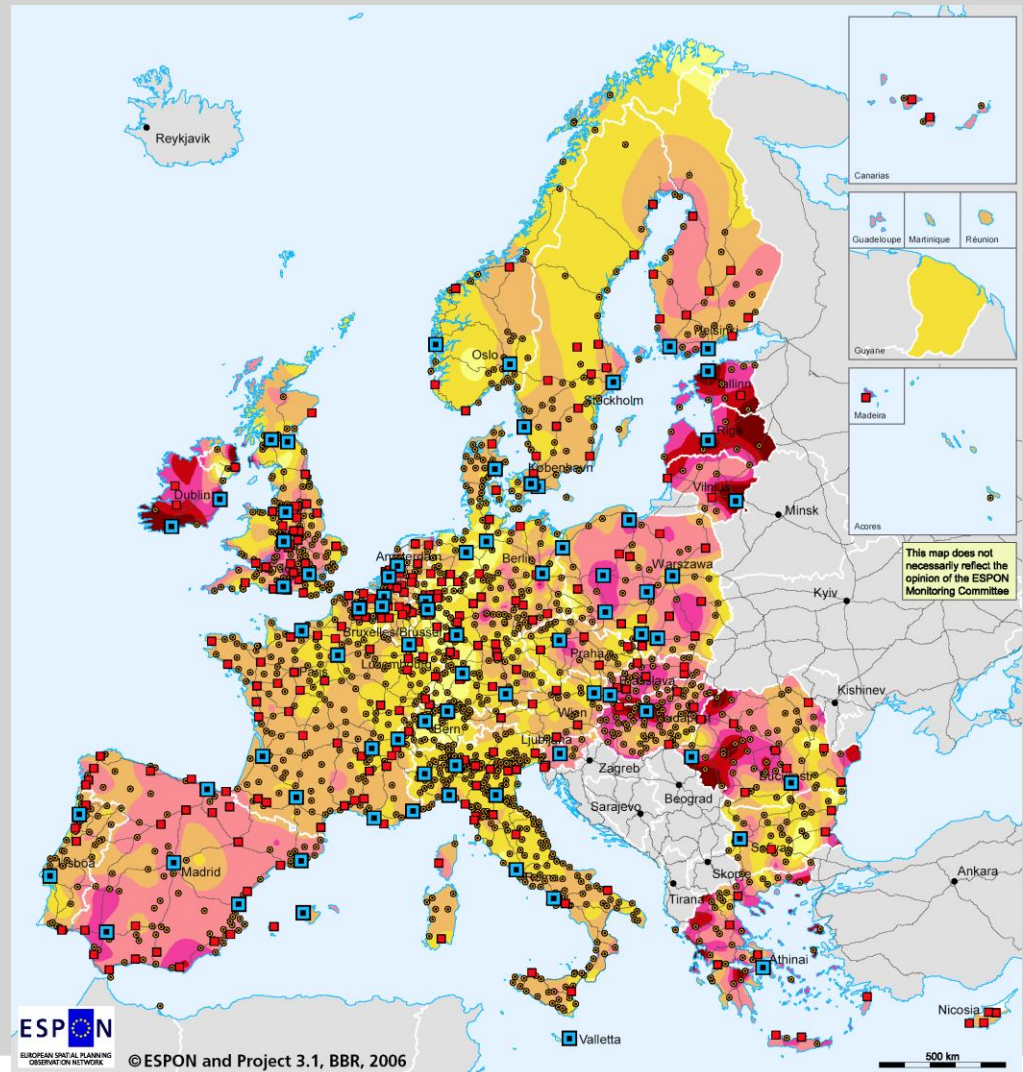 Reykjavik
Canarias
Guadeloupe
Martinique
Réunion
Guyane
Madeira
Acores
This map does not
necessarily reflect the
opinion of the ESPON
Monitoring Committee
Oslo
Helsinki
Stockholm
Tallinn
Riga
København
Vilnius
Dublin
Minsk
Amsterdam
Berlin
Warszawa
Kyiv
Bruxelles/Brussel
Praha
Luxembourg
Paris
Bratislava
Kishinev
Wien
Budapest
Bern
Ljubljana
Zagreb
Bucuresti
Beograd
Sarajevo
Sofiya
Skopje
Ankara
Lisboa
Madrid
Roma
Tirana
Athinai
Nicosia
Valletta
ESPON
EUROPEAN SPATIAL PLANNING
OBSERVATION NETWORK
©ESPON and Project 3.1, BBR, 2006
500 km